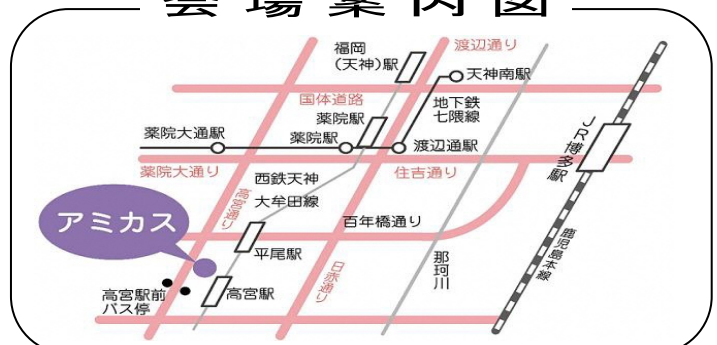 会場案内図
福岡
(天神)駅
渡辺通り
天神南駅
国体道路
地下鉄
七隈線
薬院駅
薬院大通駅
薬院駅
渡辺通駅
JR博多駅
薬院大通り
住吉通り
西鉄天神
大牟田線
高宮通り
アミカス
百年橋通り
平尾駅
日赤通り
那珂川
鹿児島本線
高宮駅前
バス停
高宮駅